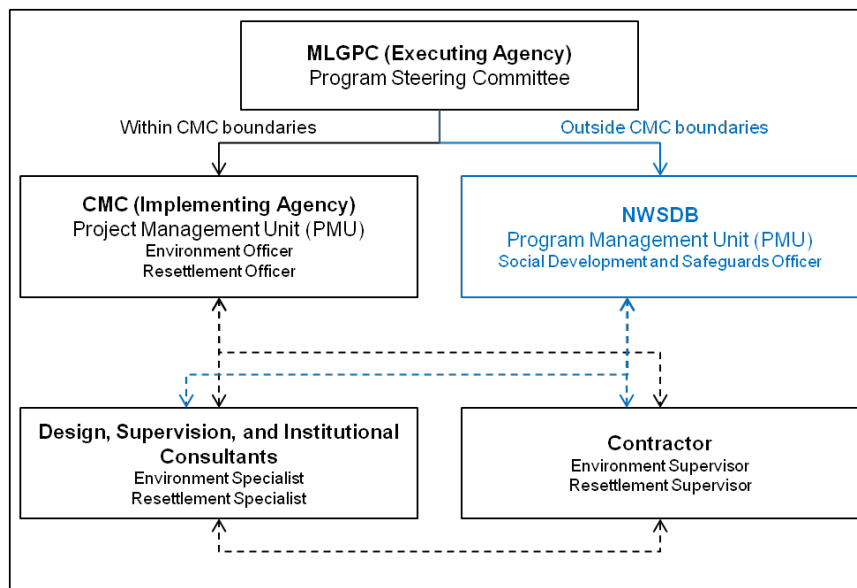 MLGPC (Executing Agency)
Program Steering Committee
Within CMC boundaries
Outside CMC boundaries
CMC (Implementing Agency)
Project Management Unit (PMU)
Environment Officer
Resettlement Officer
NWSDB
Program Management Unit (PMU)
Social Development and Safeguards Officer
Design, Supervision, and Institutional
Consultants
Environment Specialist
Resettlement Specialist
Contractor
Environment Supervisor
Resettlement Supervisor